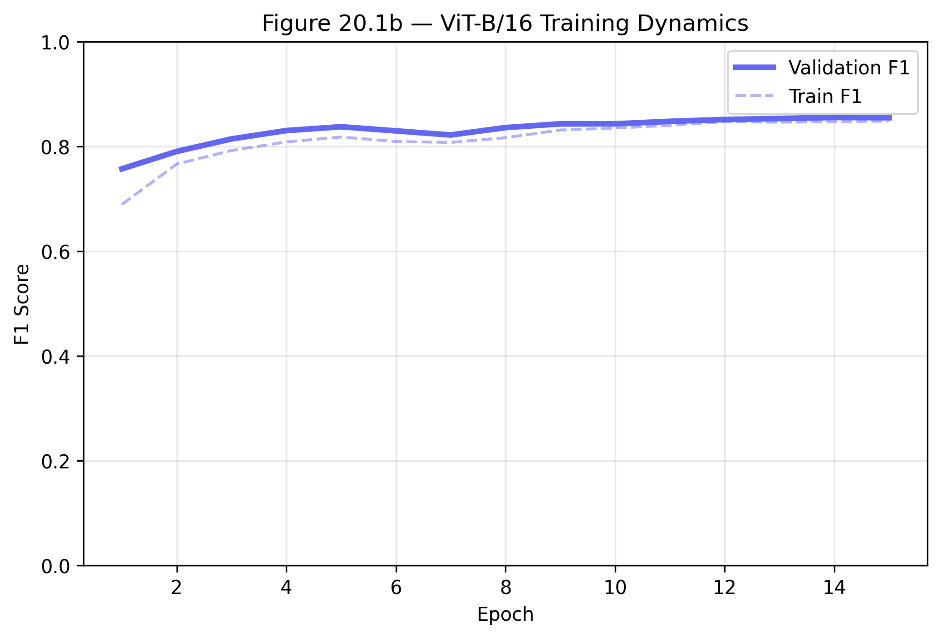 Figure 20.1b — ViT-B/16 Training Dynamics
Validation F1
Train F1
F1 Score
1.0
0.8
0.6
0.4
0.2
0.0
2 4 6 8 10 12 14
Epoch